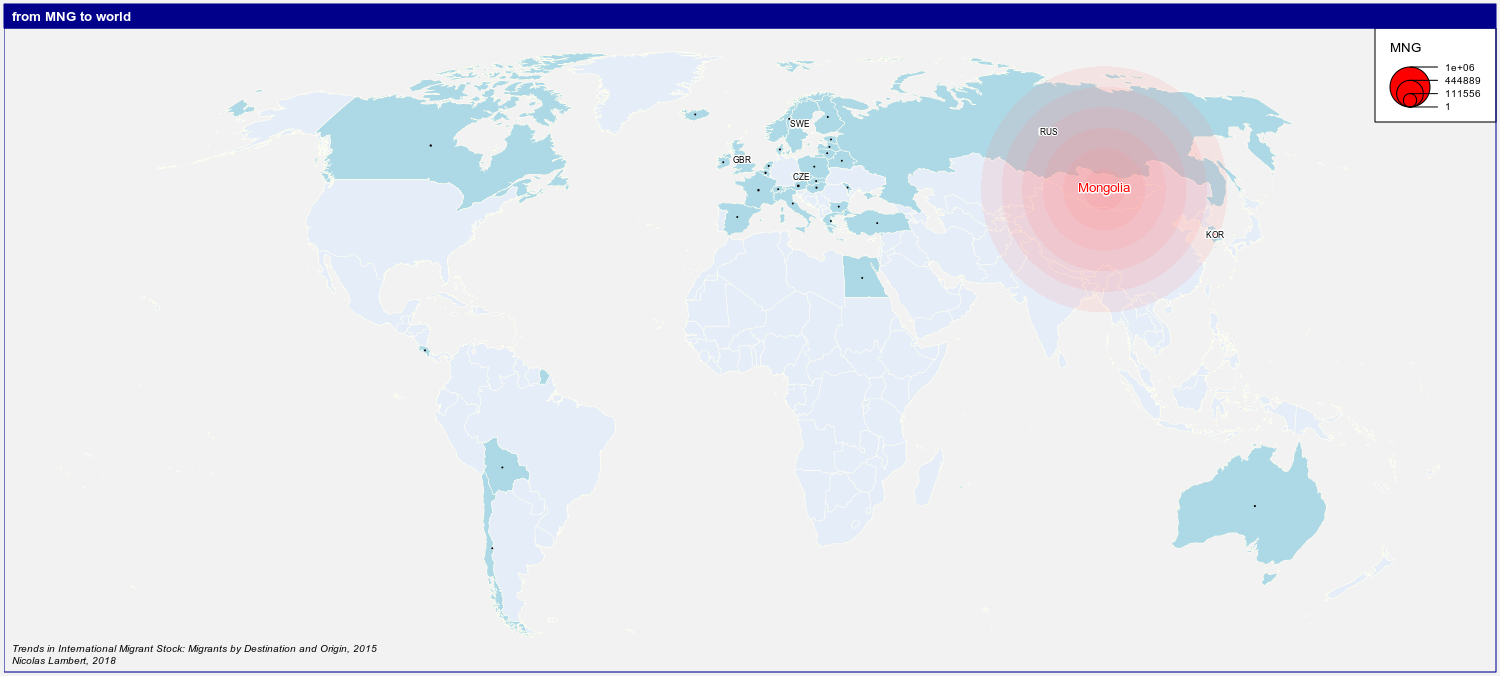 from MNG to world
MNG
1e+06
444889
111556
1
SWE
RUS
GBR
CZE
Mongolia
KOR
Trends in International Migrant Stock: Migrants by Destination and Origin, 2015
Nicolas Lambert, 2018